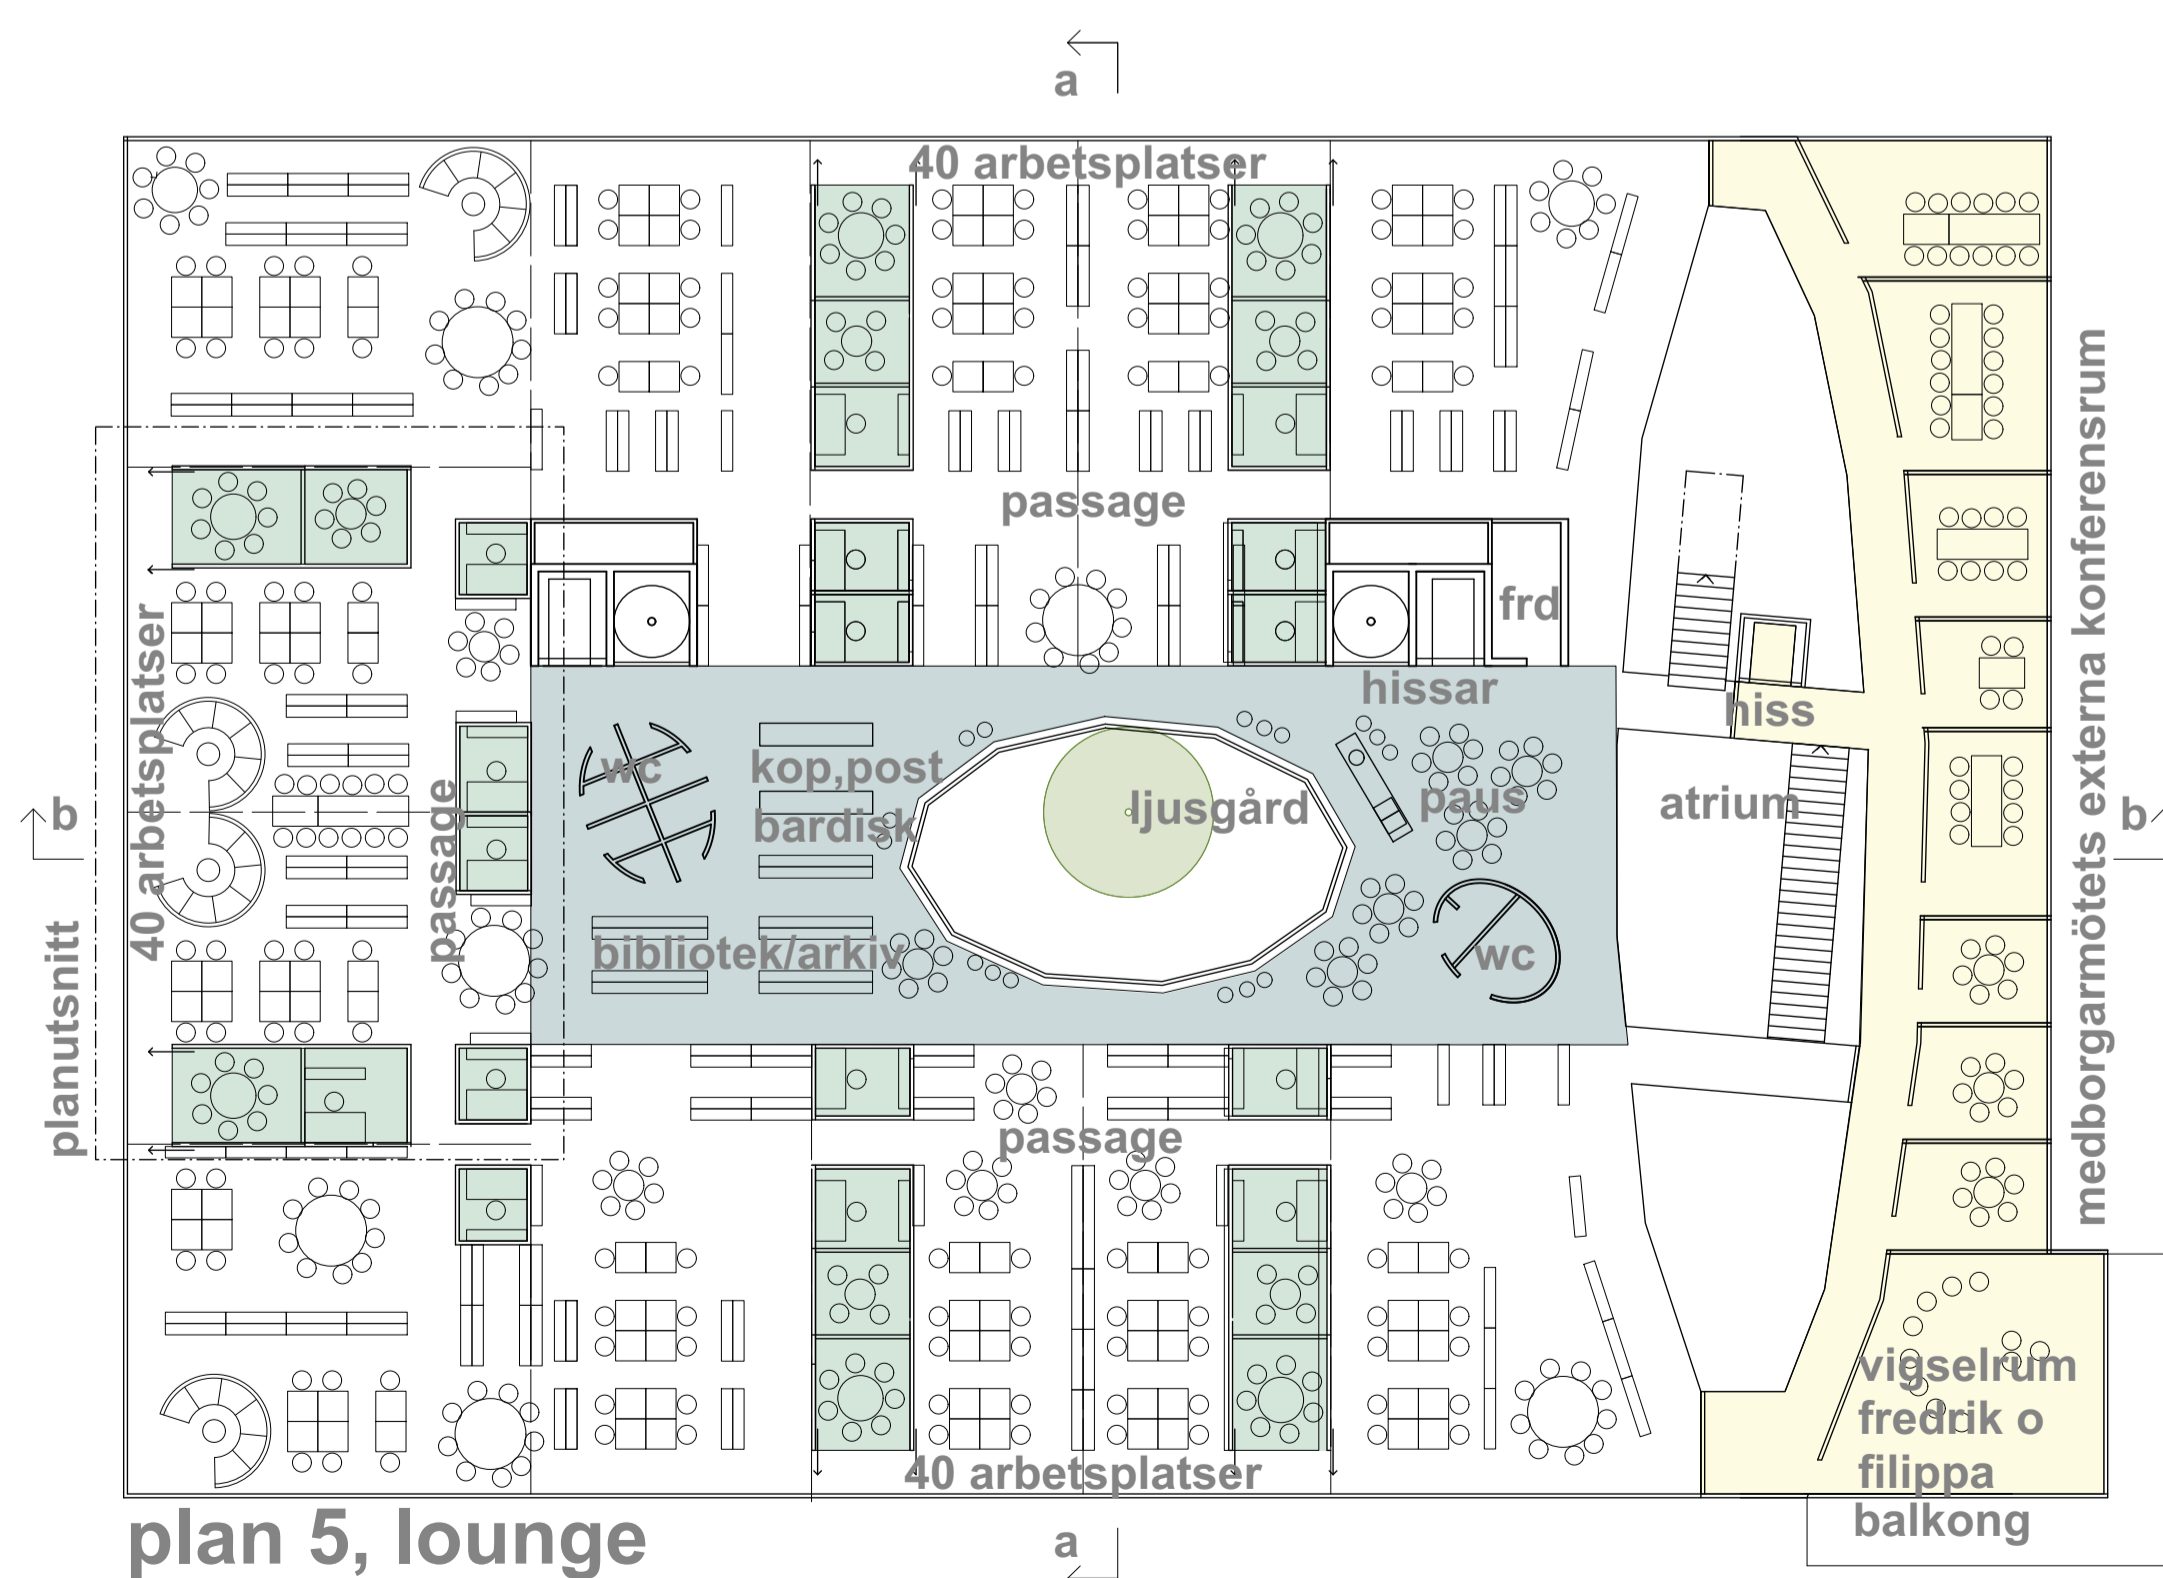 a
40 arbetsplatser
passage
frd
hissar
hiss
wc
kop,post
bardisk
ljusgård
paus
atrium
b
b
40 arbetsplatser
passage
plannutsnitt
medborgarmötets externa konferensrum
bibliotek/arkiv
wc
passage
vigselrum
fredrik o
filippa
balkong
40 arbetsplatser
plan 5, lounge
a